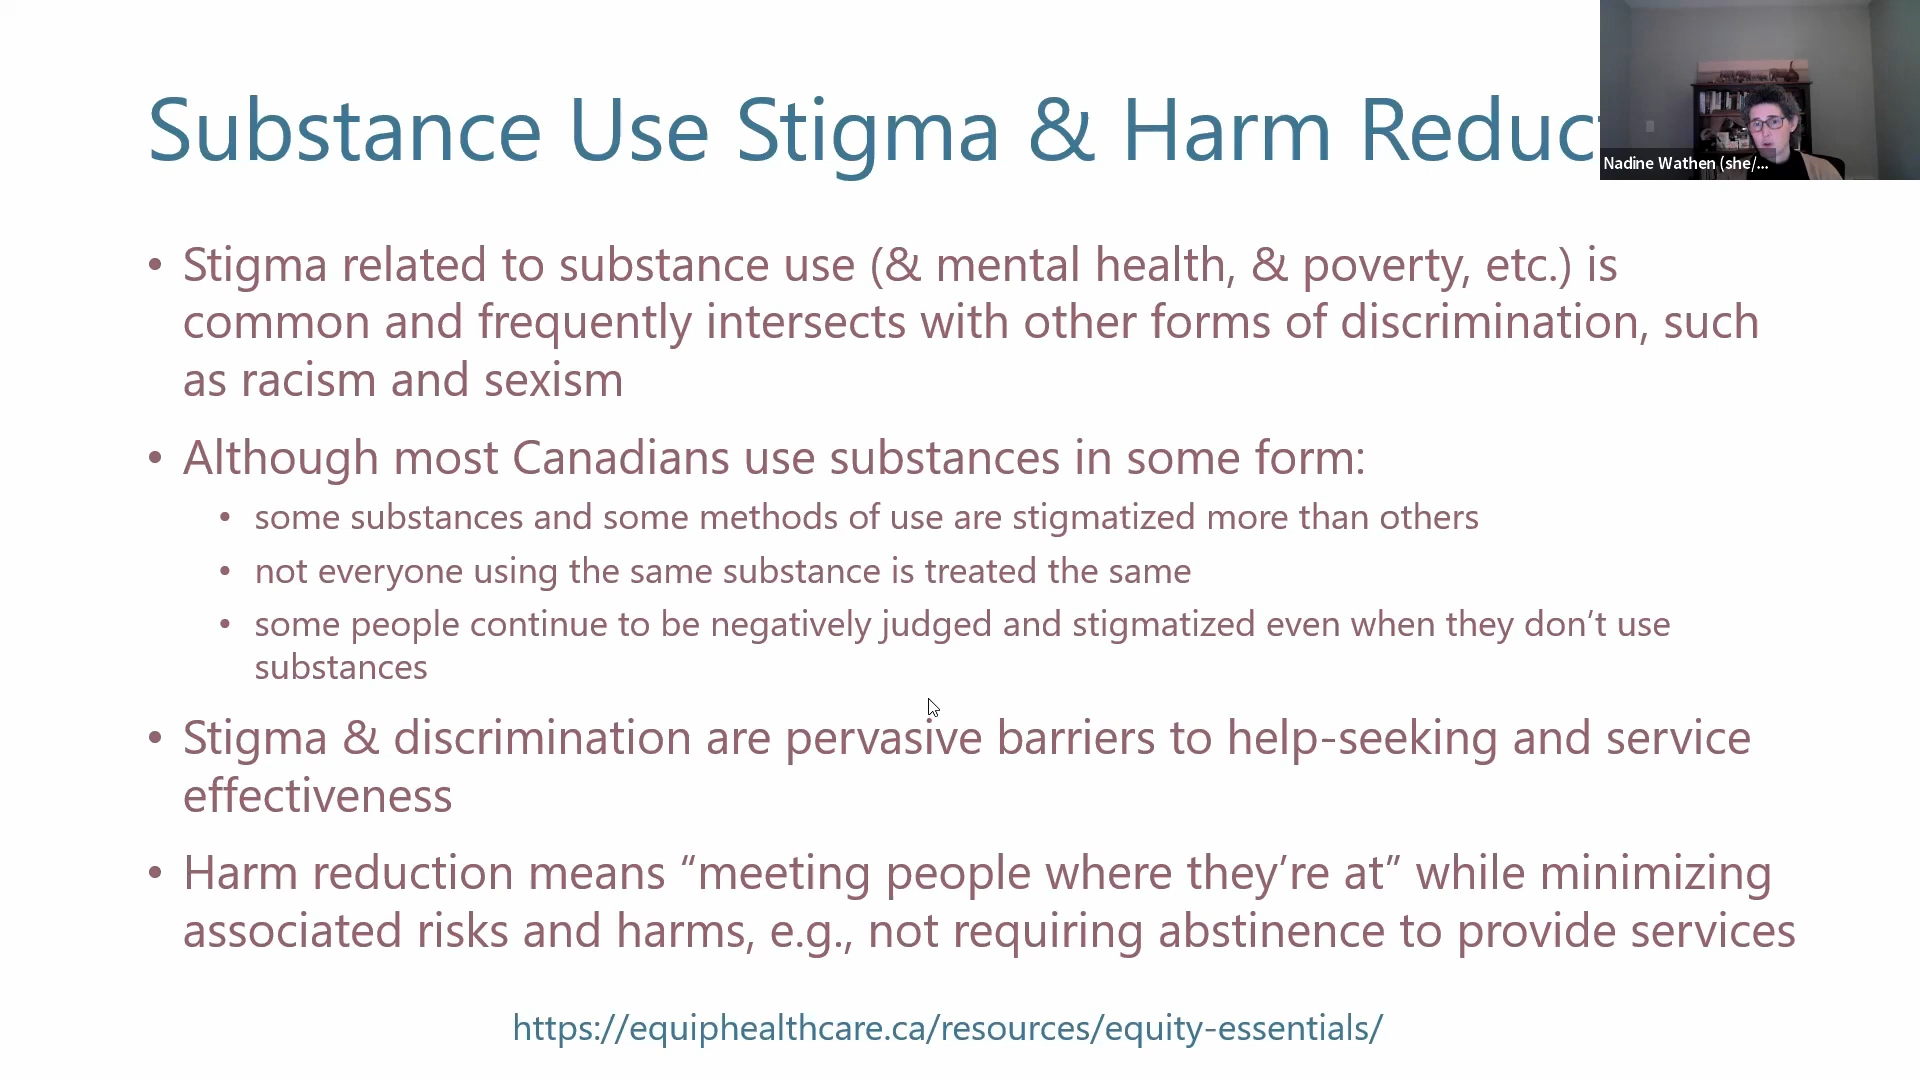 Substance Use Stigma & Harm Reduct
Nadine Wathen (she/...
• Stigma related to substance use (& mental health, & poverty, etc.) is
common and frequently intersects with other forms of discrimination, such
as racism and sexism
• Although most Canadians use substances in some form:
• some substances and some methods of use are stigmatized more than others
• not everyone using the same substance is treated the same
• some people continue to be negatively judged and stigmatized even when they don’t use
substances
• Stigma & discrimination are pervasive barriers to help-seeking and service
effectiveness
• Harm reduction means “meeting people where they’re at” while minimizing
associated risks and harms, e.g., not requiring abstinence to provide services
https://equiphealthcare.ca/resources/equity-essentials/